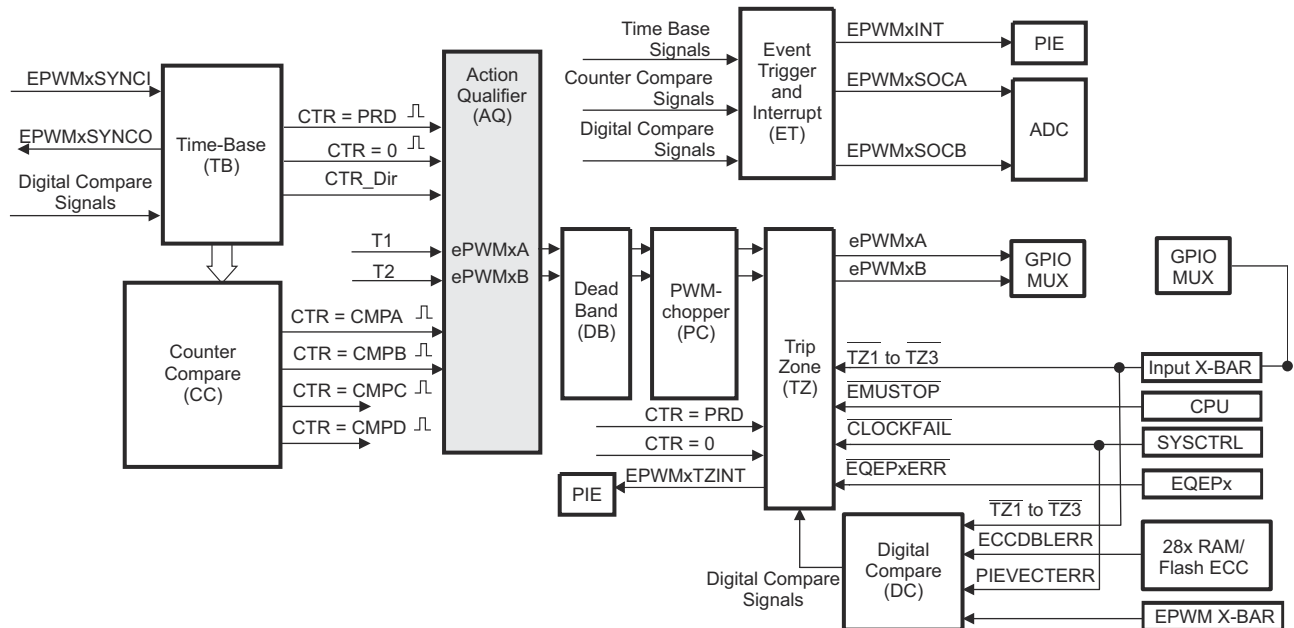 EPWMxSYNCI
EPWMxSYNCO
Digital Compare
Signals
Time-Base
(TB)
CTR = PRD
CTR = 0
CTR_Dir
Action
Qualifier
(AQ)
T1
T2
ePWMxA
ePWMxB
Counter
Compare
(CC)
CTR = CMPA
CTR = CMPB
CTR = CMPC
CTR = CMPD
Time Base
Signals
Counter Compare
Signals
Digital Compare
Signals
Event
Trigger
and
Interrupt
(ET)
EPWMxINT
EPWMxSOCA
EPWMxSOCB
PIE
ADC
Dead
Band
(DB)
PWM-
chopper
(PC)
Trip
Zone
(TZ)
ePWMxA
ePWMxB
GPIO
MUX
GPIO
MUX
TZ1 to TZ3
EMUSTOP
CLOCKFAIL
EQEPxERR
Input X-BAR
CPU
SYSCTRL
EQEPx
CTR = PRD
CTR = 0
EPWMxTZINT
PIE
Digital Compare
Signals
Digital
Compare
(DC)
TZ1 to TZ3
ECCDBLERR
PIEVECTERR
28x RAM/
Flash ECC
EPWM X-BAR